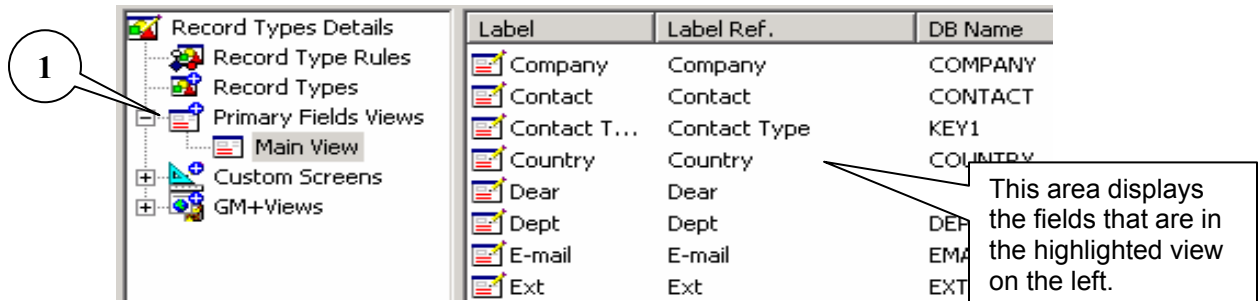 1
Record Types Details
Record Type Rules
Record Types
Primary Fields Views
Main View
Custom Screens
GM+Views
Label Label Ref. DB Name
Company Company COMPANY
Contact Contact CONTACT
Contact T... Contact Type KEY1
Country Country COUNTRY
Dear Dear
Dept Dept
E-mail E-mail
Ext Ext EXT
This area displays
the fields that are in
the highlighted view
on the left.